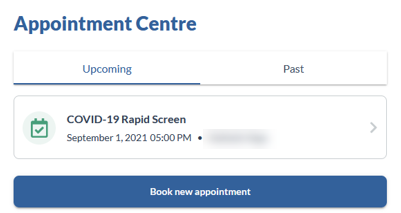 Appointment Centre
Upcoming Past
COVID-19 Rapid Screen
September 1, 2021 05:00 PM •
Book new appointment